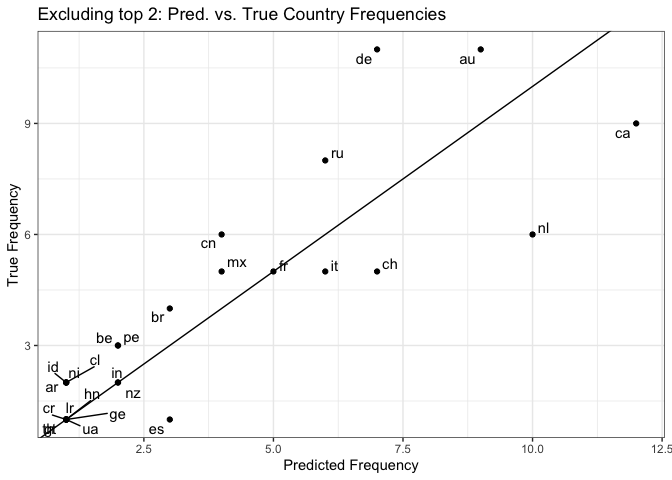 Excluding top 2: Pred. vs. True Country Frequencies
de
au
ca
9
ru
nl
cn
6
mx
fr
it
ch
br
be
pe
3
id
ni
cl
in
ar
nz
hn
cr
lr
ge
ua
es
2.5
5.0
7.5
10.0
12.5
Predicted Frequency
True Frequency